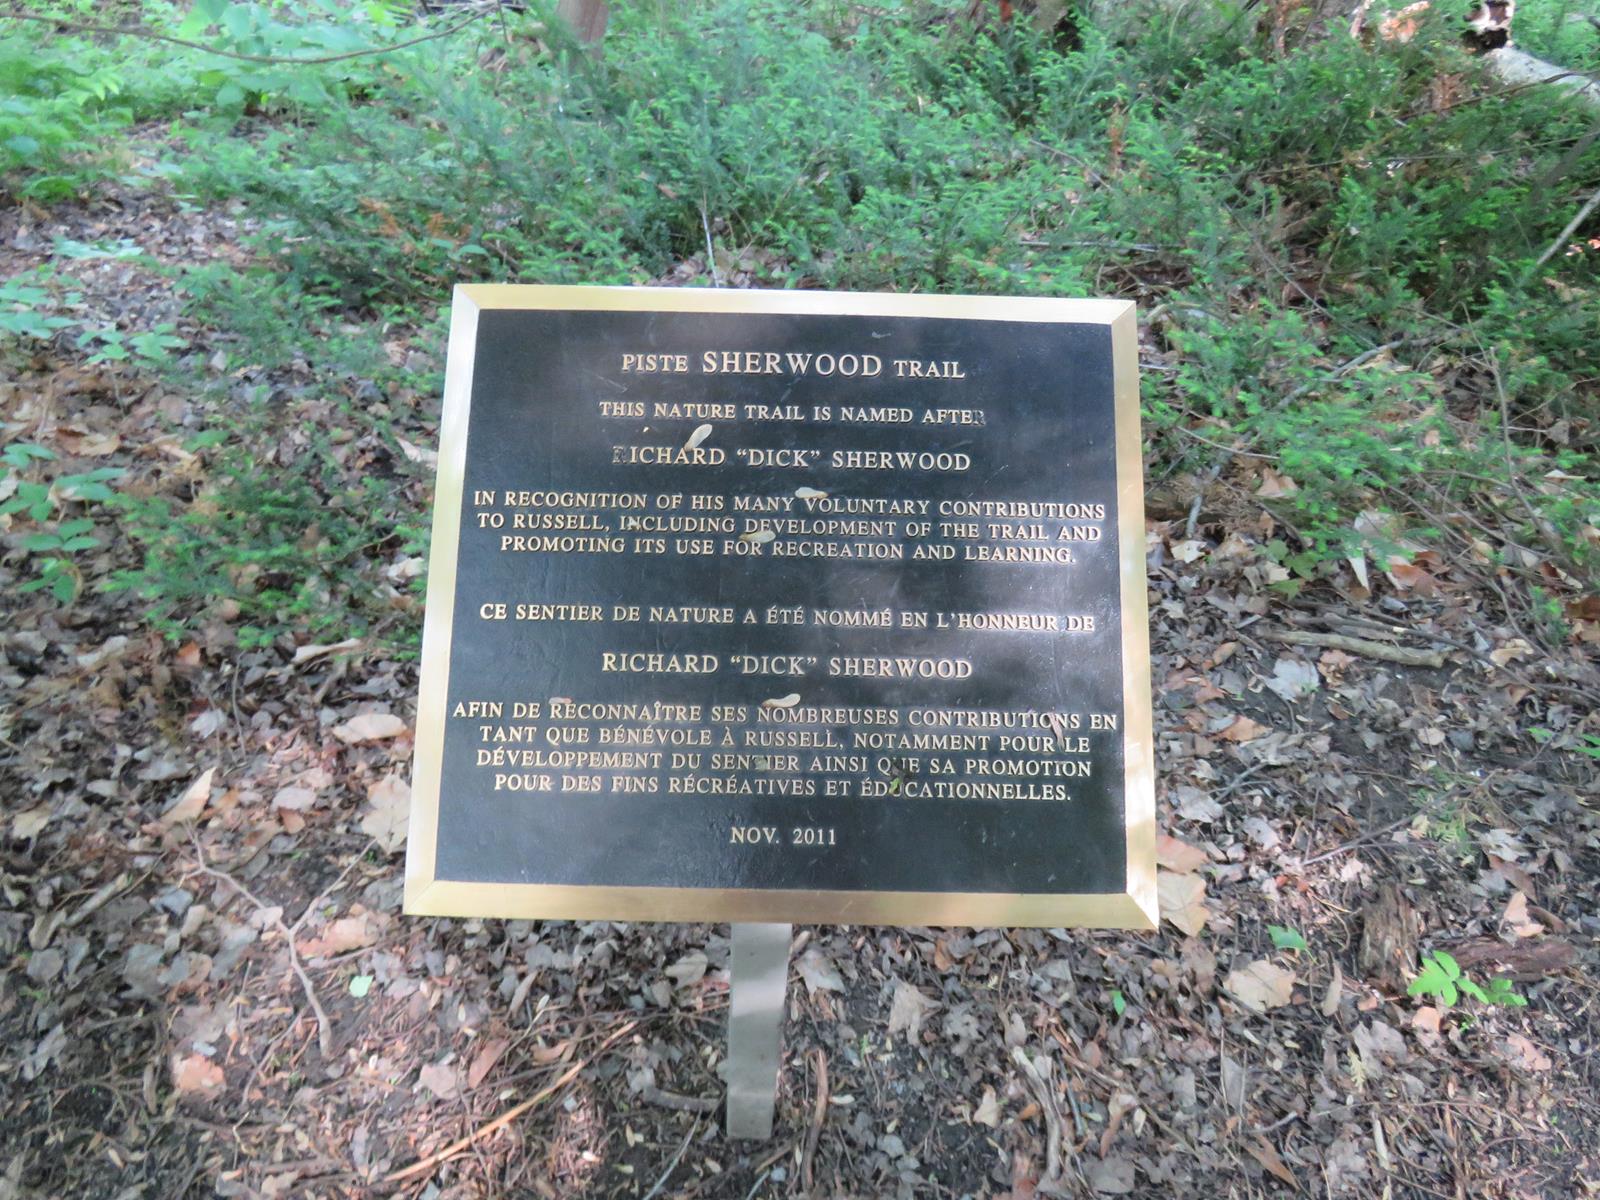 PISTE SHERWOOD TRAIL
THIS NATURE TRAIL IS NAMED AFTER
RICHARD “DICK” SHERWOOD
IN RECOGNITION OF HIS MANY VOLUNTARY CONTRIBUTIONS
TO RUSSELL, INCLUDING DEVELOPMENT OF THE TRAIL AND
PROMOTING ITS USE FOR RECREATION AND LEARNING.
CE SENTIER DE NATURE A ÉTÉ NOMMÉ EN L’HONNEUR DE
RICHARD “DICK” SHERWOOD
AFIN DE RECONNAÎTRE SES NOMBREUSES CONTRIBUTIONS EN
TANT QUE BÉNÉVOLE À RUSSELL, NOTAMMENT POUR LE
DÉVELOPPEMENT DU SENTIER AINSI QUE SA PROMOTION
POUR DES FINS RÉCRÉATIVES ET ÉDUCATIONNELLES.
NOV. 2011